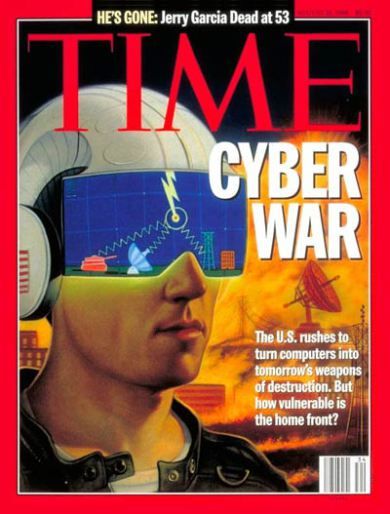 HE'S GONE: Jerry Garcia Dead at 53
TIME
CYBER
WAR
The U.S. rushes to
turn computers into
tomorrow's weapons
of destruction. But
how vulnerable is
the home front?
34